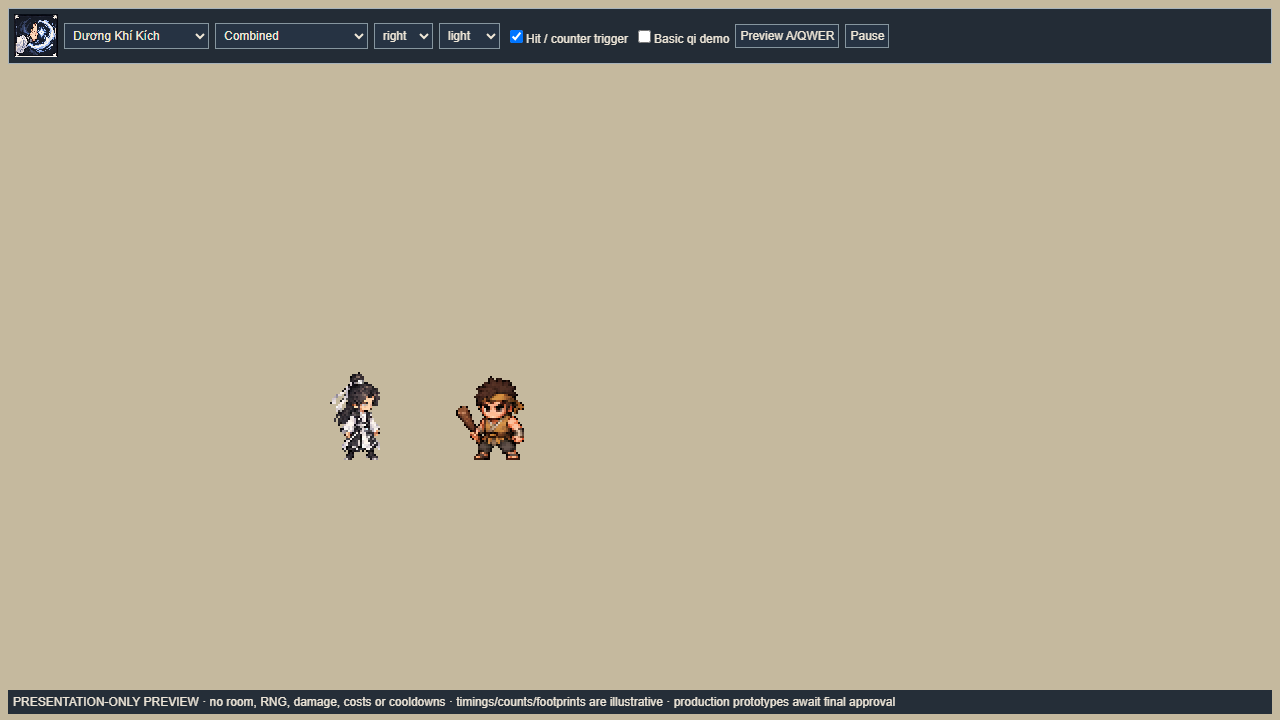 Dương Khí Kích Combined right light Hit / counter trigger Basic qi demo Preview A/QWER Pause
PRESENTATION-ONLY PREVIEW · no room, RNG, damage, costs or cooldowns · timings/counts/footprints are illustrative · production prototypes await final approval